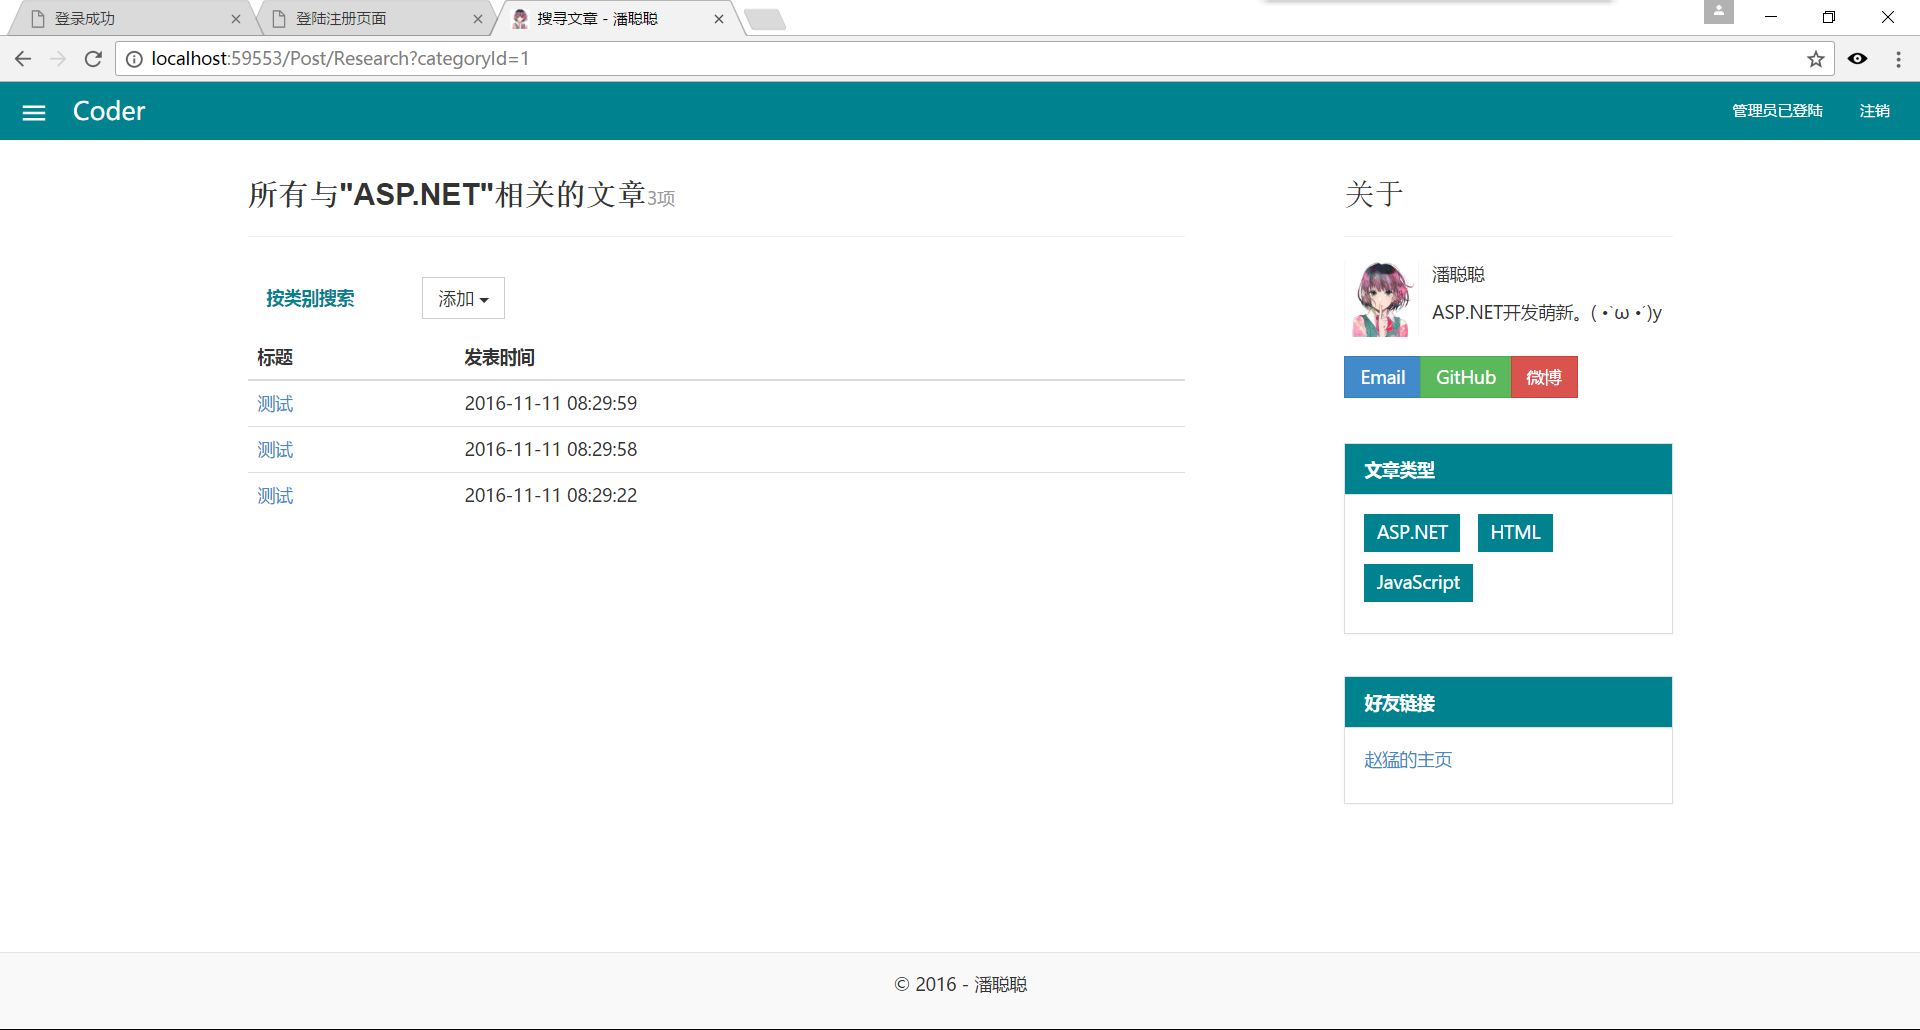 登录成功
登陆注册页面
搜寻文章 - 潘聪聪
localhost:59553/Post/Research?categoryId=1
Coder
管理员已登陆
注销
所有与"ASP.NET"相关的文章3项
按类别搜索
添加
标题 发表时间
测试 2016-11-11 08:29:59
测试 2016-11-11 08:29:58
测试 2016-11-11 08:29:22
关于
潘聪聪
ASP.NET开发萌新。(・`ω・´)y
Email GitHub 微博
文章类型
ASP.NET HTML
JavaScript
好友链接
赵猛的主页
© 2016 - 潘聪聪